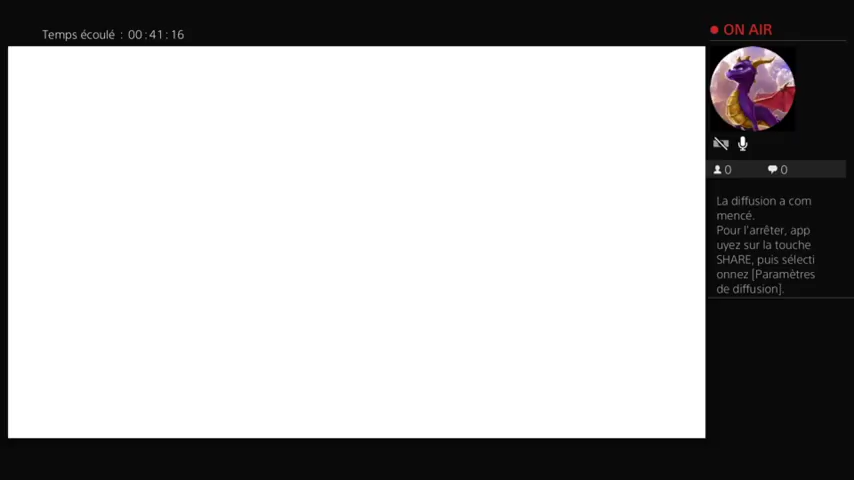 Temps écoulé : 00:41:16
ON AIR
0 0
La diffusion a com
mencé.
Pour l'arrêter, app
uyez sur la touche
SHARE, puis sélecti
onnez [Paramètres
de diffusion].